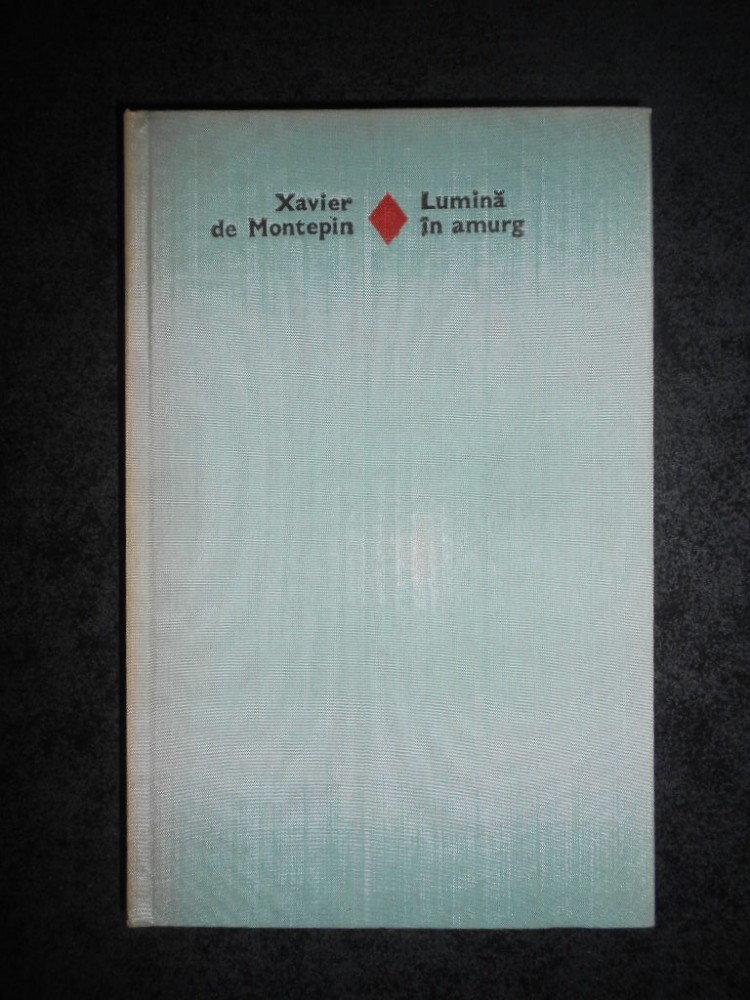 Xavier
de Montepin
Lumină
în amurg